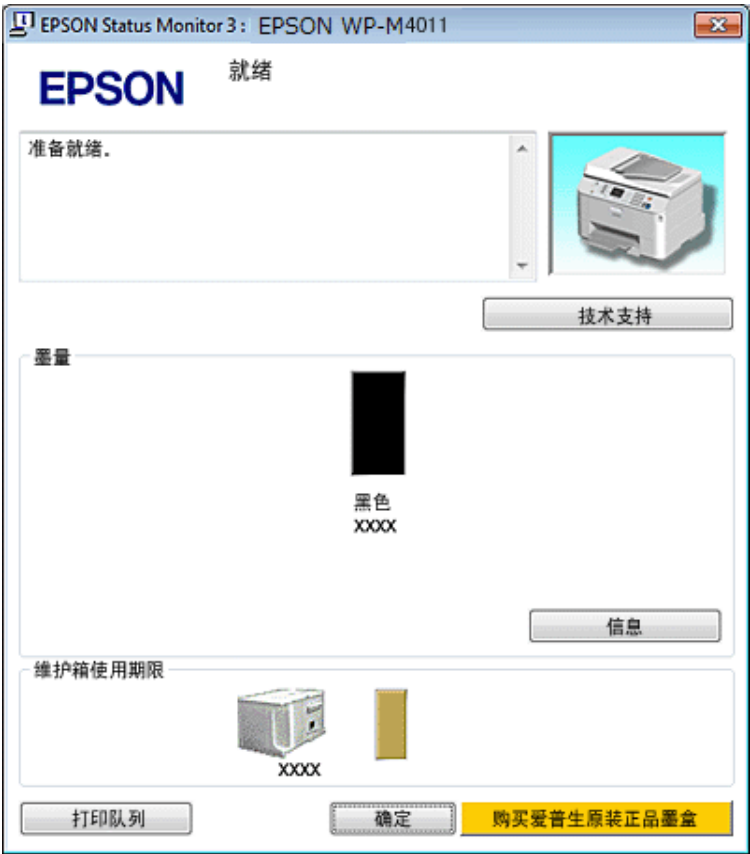 EPSON Status Monitor 3 : EPSON WP-M4011
EPSON
就绪
准备就绪.
技术支持
墨量
黑色
XXXX
信息
维护箱使用期限
XXXX
打印队列
确定
购买爱普生原装正品墨盒